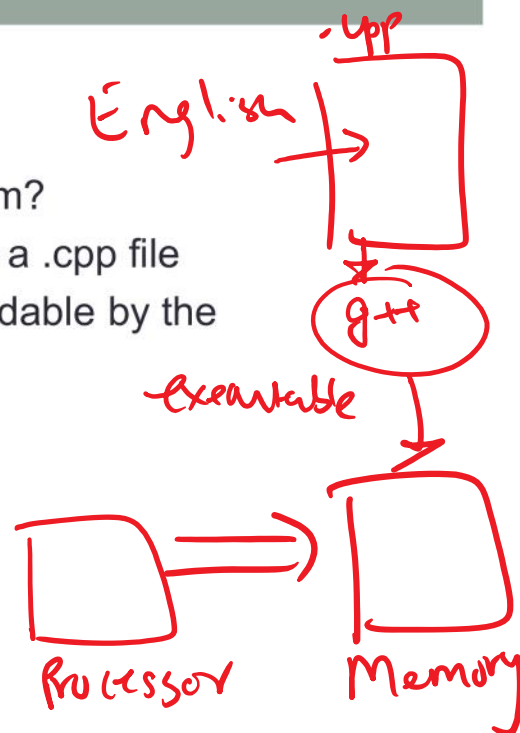 .cpp
English
m?
a .cpp file
dable by the
g++
executable
Processor
Memory